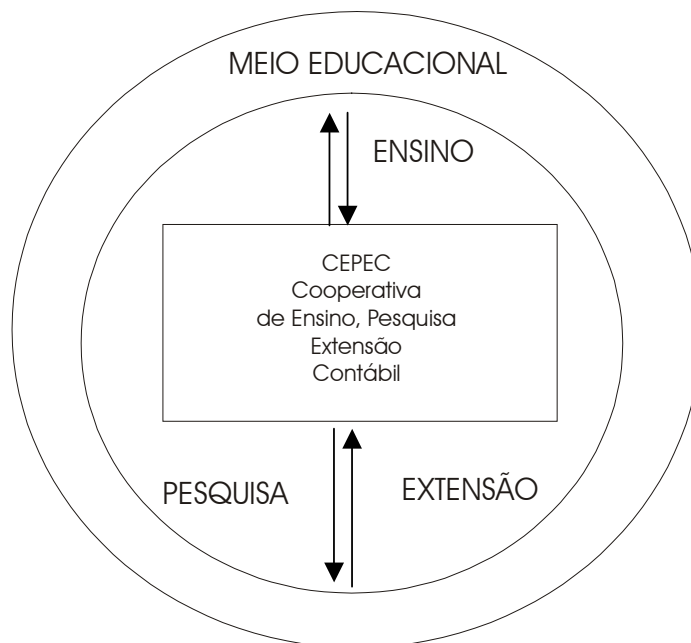 MEIO EDUCACIONAL
ENSINO
CEPEC
Cooperativa
de Ensino, Pesquisa
Extensão
Contábil
PESQUISA
EXTENSÃO